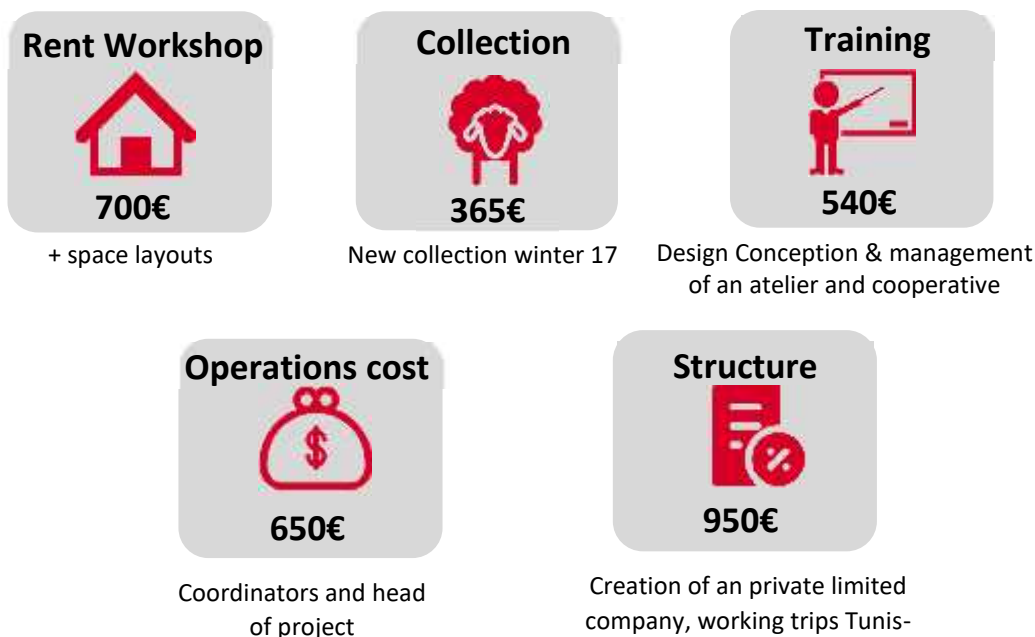 Rent Workshop
700€
+ space layouts
Collection
365€
New collection winter 17
Training
540€
Design Conception & management
of an atelier and cooperative
Operations cost
$
650€
Coordinators and head
of project
Structure
%
950€
Creation of an private limited
company, working trips Tunis-